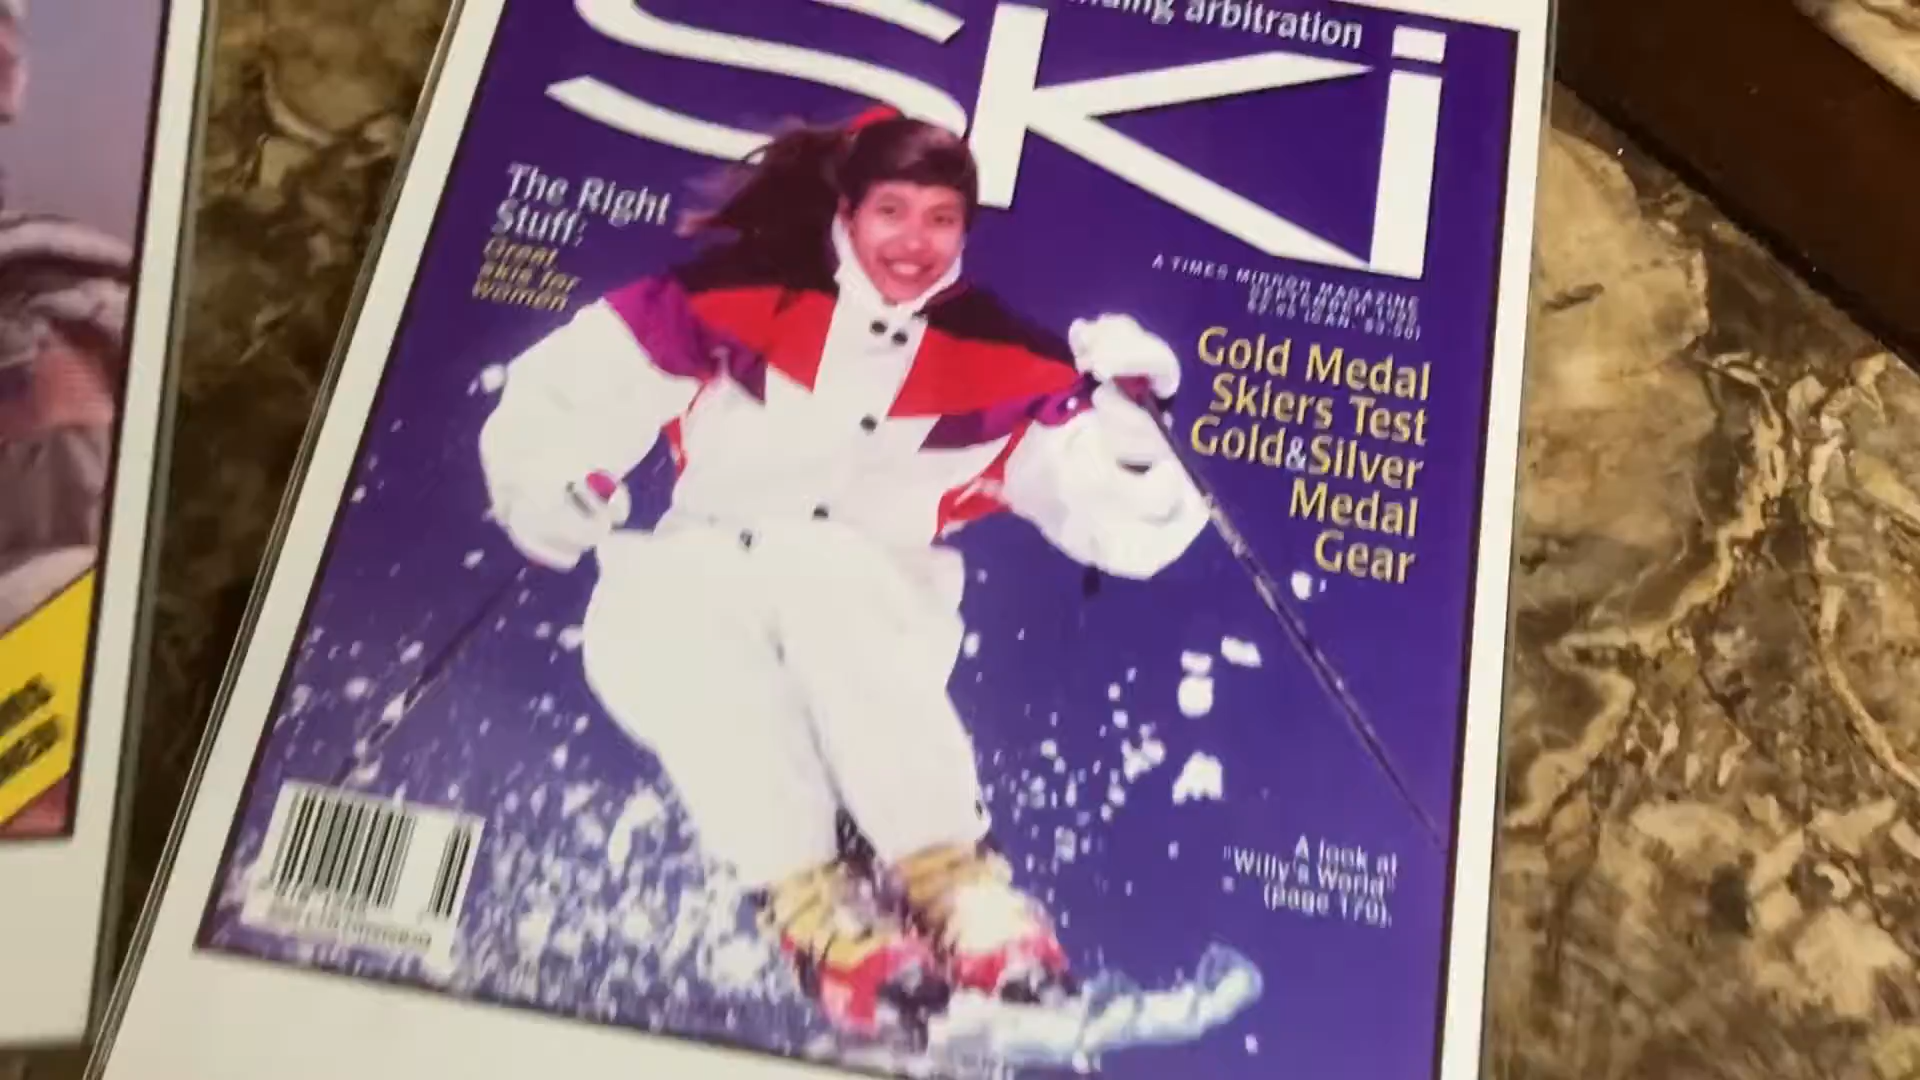 arbitration
SKi
The Right
Stuff:
Great
skis for
women
A TIMES MIRROR MAGAZINE
Gold Medal
Skiers Test
Gold&Silver
Medal
Gear
A look at
"Willy's World"
(page 170).